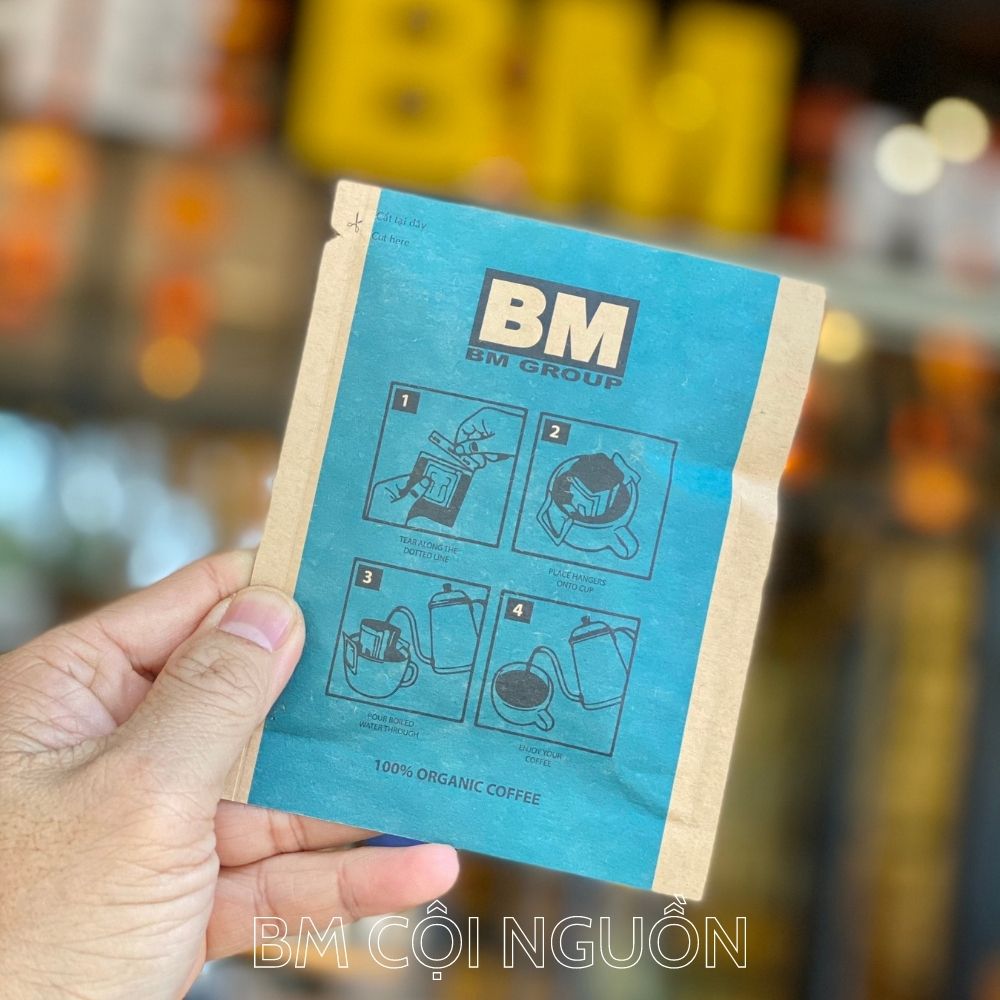 BM
Cắt tại đây
Cut here
BM
BM GROUP
1
2
TEAR ALONG THE
DOTTED LINE
PLACE HANGERS
ONTO CUP
3
4
POUR BOILED
WATER THROUGH
ENJOY YOUR
COFFEE
100% ORGANIC COFFEE
BM CỘI NGUỒN